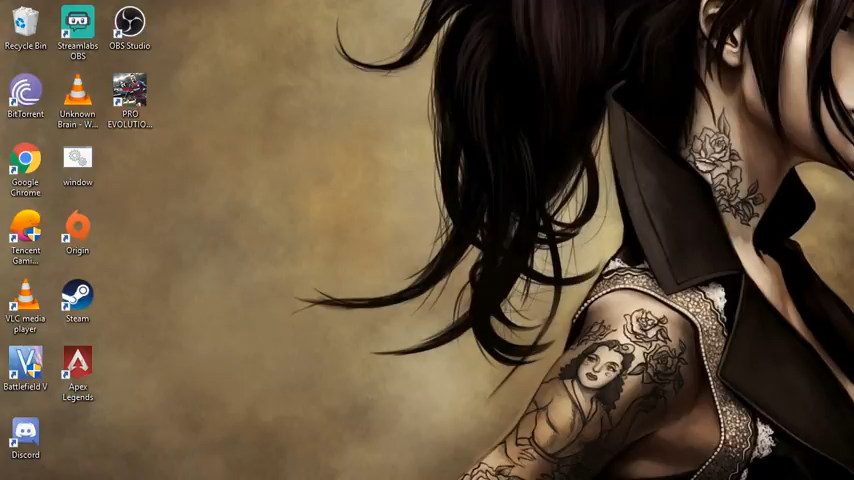 Recycle Bin
Streamlabs
OBS
OBS Studio
BitTorrent
Unknown
Brain - W...
PRO
EVOLUTIO...
Google
Chrome
window
Tencent
Gami...
Origin
VLC media
player
Steam
Battlefield V
Apex
Legends
Discord